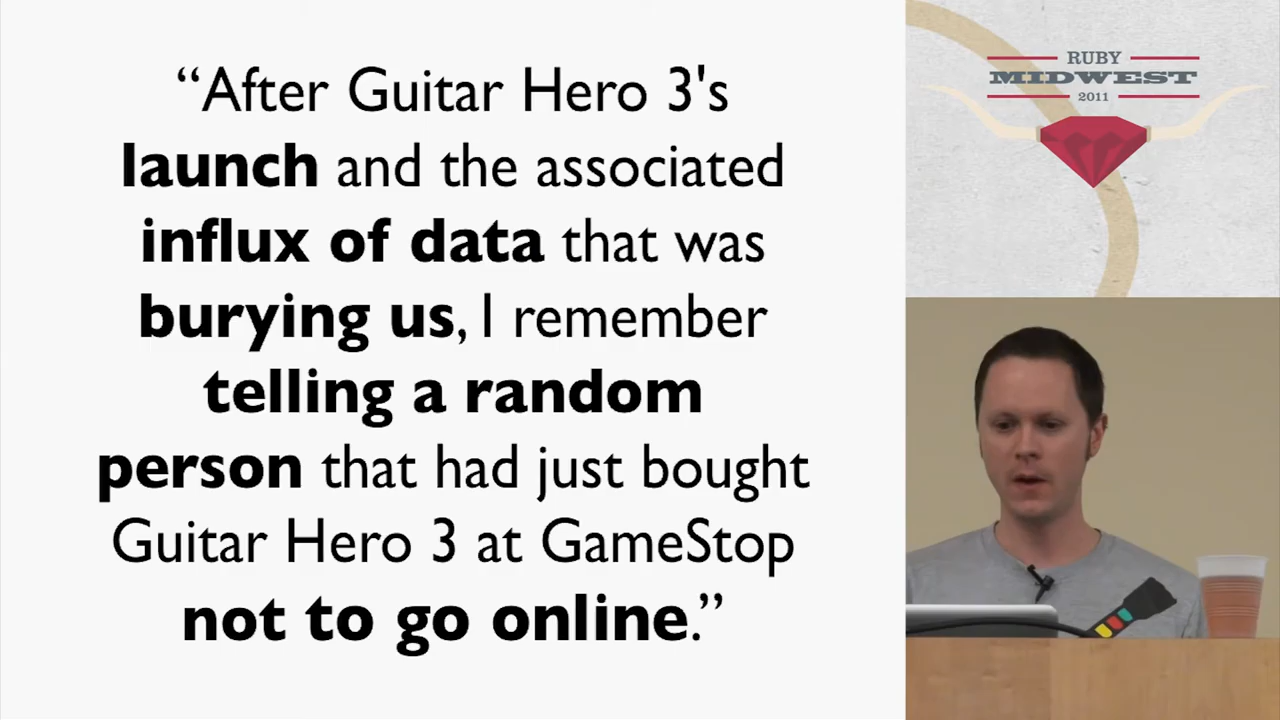 “After Guitar Hero 3's
launch and the associated
influx of data that was
burying us, I remember
telling a random
person that had just bought
Guitar Hero 3 at GameStop
not to go online.”
RUBY
MIDWEST
2011